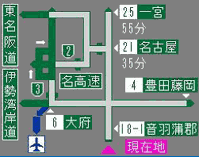 東名阪道
25 一宮
55分
2
21 名古屋
35分
名高速
4 豊田藤岡
伊勢湾岸道
3
6 大府
18-1 音羽蒲郡
現在地